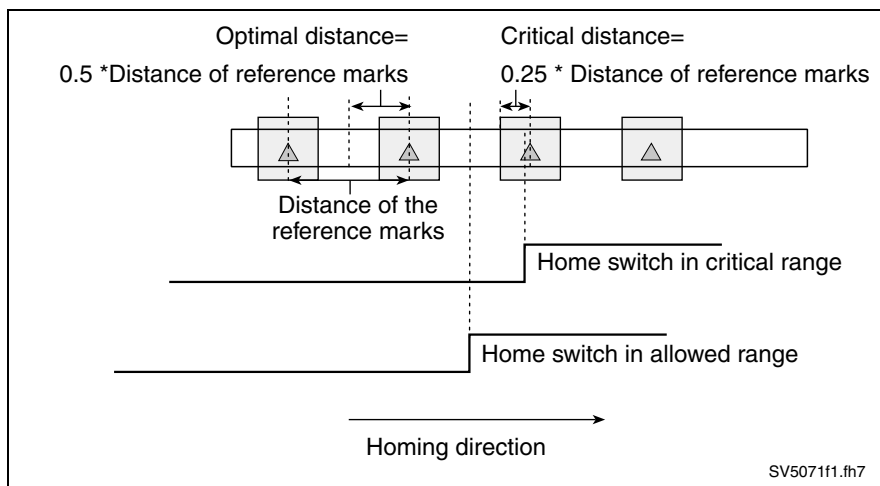 Optimal distance=
0.5 *Distance of reference marks
Critical distance=
0.25 * Distance of reference marks
Distance of the
reference marks
Home switch in critical range
Home switch in allowed range
Homing direction
SV5071f1.fh7